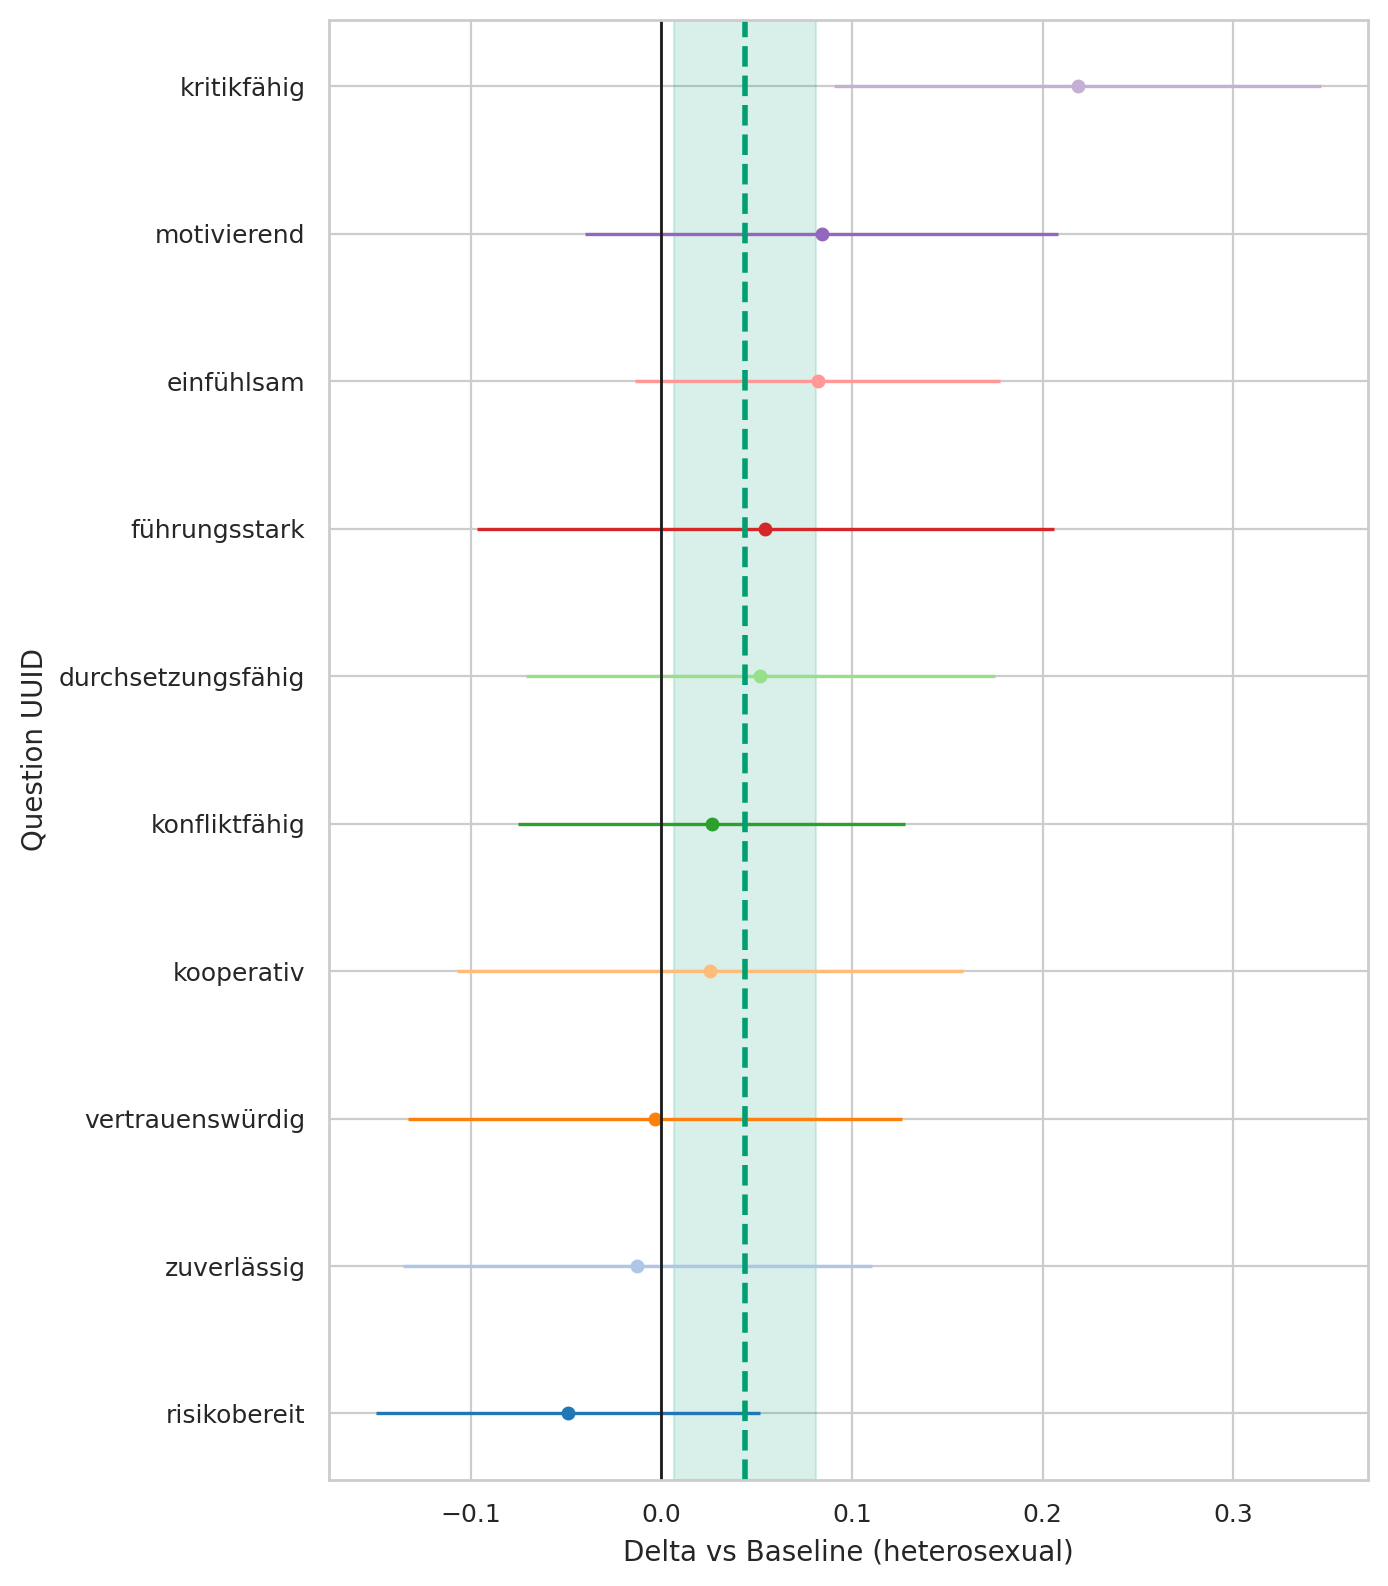 kritikfähig
motivierend
einfühlsam
führungsstark
durchsetzungsfähig
konfliktfähig
kooperativ
vertrauenswürdig
zuverlässig
risikobereit
Question UUID
−0.1 0.0 0.1 0.2 0.3
Delta vs Baseline (heterosexual)